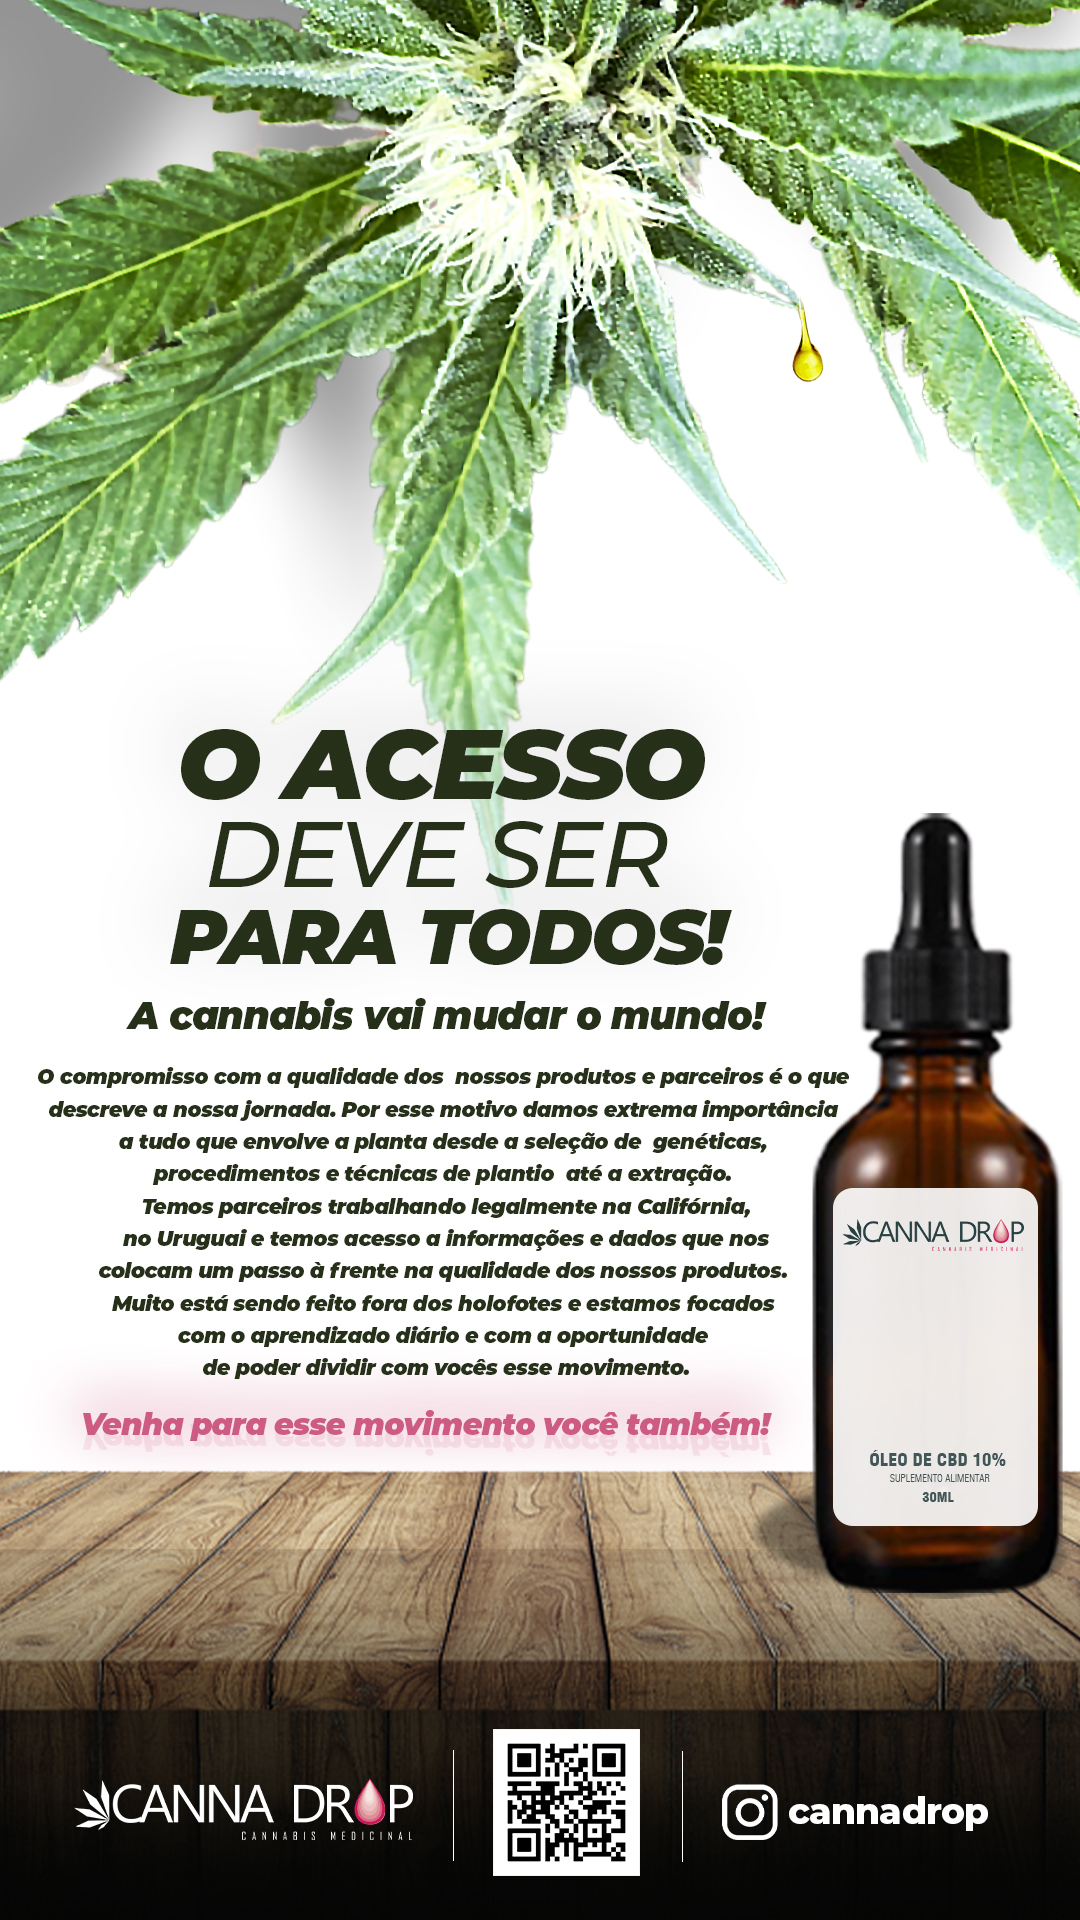 O ACESSO
DEVE SER
PARA TODOS!
A cannabis vai mudar o mundo!
O compromisso com a qualidade dos nossos produtos e parceiros é o que
descreve a nossa jornada. Por esse motivo damos extrema importância
a tudo que envolve a planta desde a seleção de genéticas,
procedimentos e técnicas de plantio até a extração.
Temos parceiros trabalhando legalmente na Califórnia,
no Uruguai e temos acesso a informações e dados que nos
colocam um passo à frente na qualidade dos nossos produtos.
Muito está sendo feito fora dos holofotes e estamos focados
com o aprendizado diário e com a oportunidade
de poder dividir com vocês esse movimento.
Venha para esse movimento você também!
CANNA DROP
CANNABIS MEDICINAL
ÓLEO DE CBD 10%
SUPLEMENTO ALIMENTAR
30ML
CANNA DROP
CANNABIS MEDICINAL
cannadrop